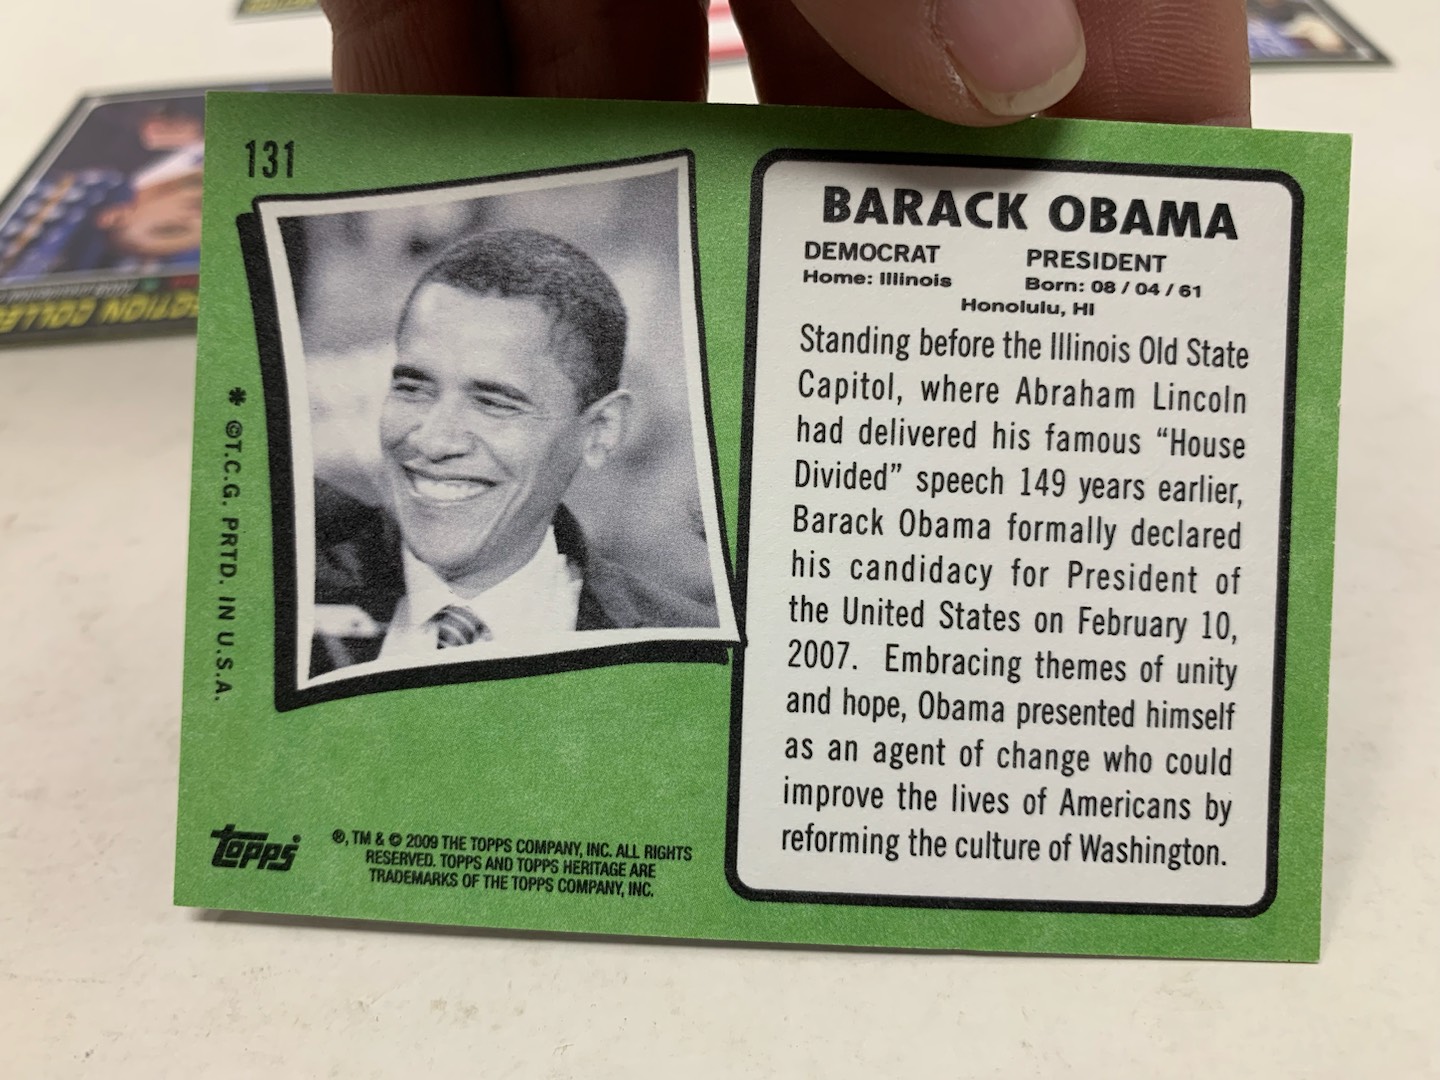 131
BARACK OBAMA
DEMOCRAT
Home: Illinois
PRESIDENT
Born: 08 / 04 / 61
Honolulu, HI
Standing before the Illinois Old State
Capitol, where Abraham Lincoln
had delivered his famous “House
Divided” speech 149 years earlier,
Barack Obama formally declared
his candidacy for President of
the United States on February 10,
2007. Embracing themes of unity
and hope, Obama presented himself
as an agent of change who could
improve the lives of Americans by
reforming the culture of Washington.
* ©T.C.G. PRTD. IN U.S.A.
Topps®
®, TM & © 2009 THE TOPPS COMPANY, INC. ALL RIGHTS
RESERVED. TOPPS AND TOPPS HERITAGE ARE
TRADEMARKS OF THE TOPPS COMPANY, INC.